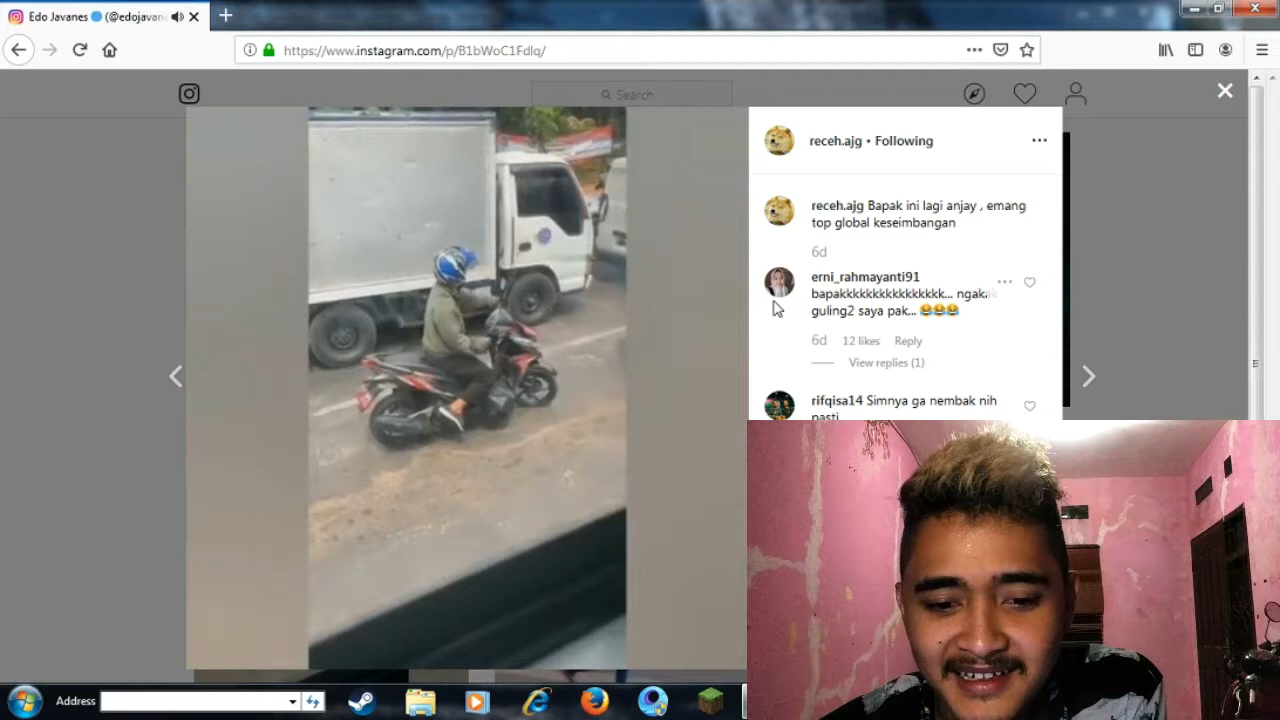 Edo Javanes
(@edojavan
https://www.instagram.com/p/B1bWoC1Fdlq/
Search
receh.ajg • Following
receh.ajg Bapak ini lagi anjay , emang
top global keseimbangan
6d
erni_rahmayanti91
bapakkkkkkkkkkkkkkkk... ngakak
guling2 saya pak... 😂😂😂
6d 12 likes Reply
View replies (1)
rifqisa14 Simnya ga nembak nih
pasti
Address